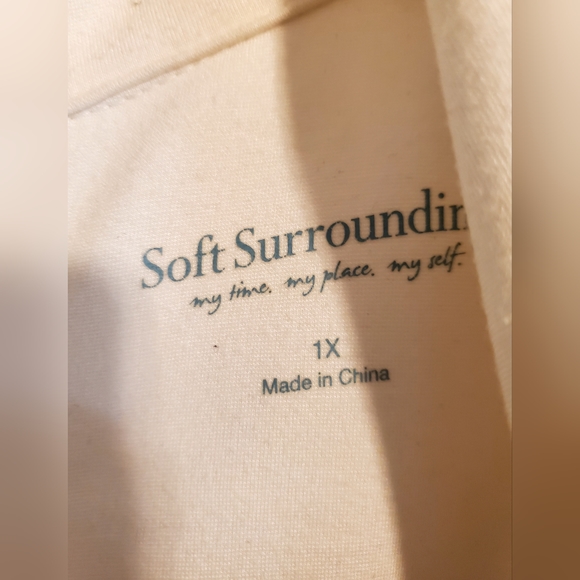 Soft Surroundin
my time. my place. my self.
1X
Made in China